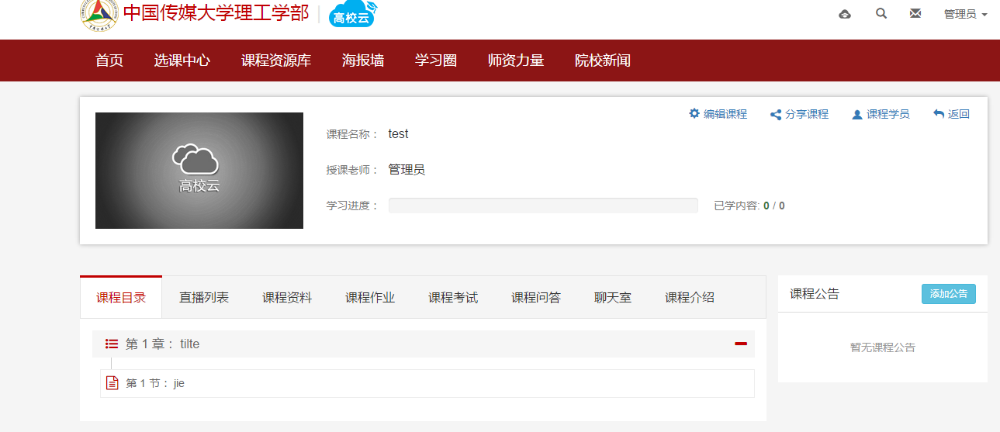 中国传媒大学理工学部 高校云 管理员
首页 选课中心 课程资源库 海报墙 学习圈 师资力量 院校新闻
编辑课程 分享课程 课程学员 返回
高校云
课程名称： test
授课老师： 管理员
学习进度： 已学内容: 0 / 0
课程目录 直播列表 课程资料 课程作业 课程考试 课程问答 聊天室 课程介绍
课程公告 添加公告
第 1 章： tilte
暂无课程公告
第 1 节： jie